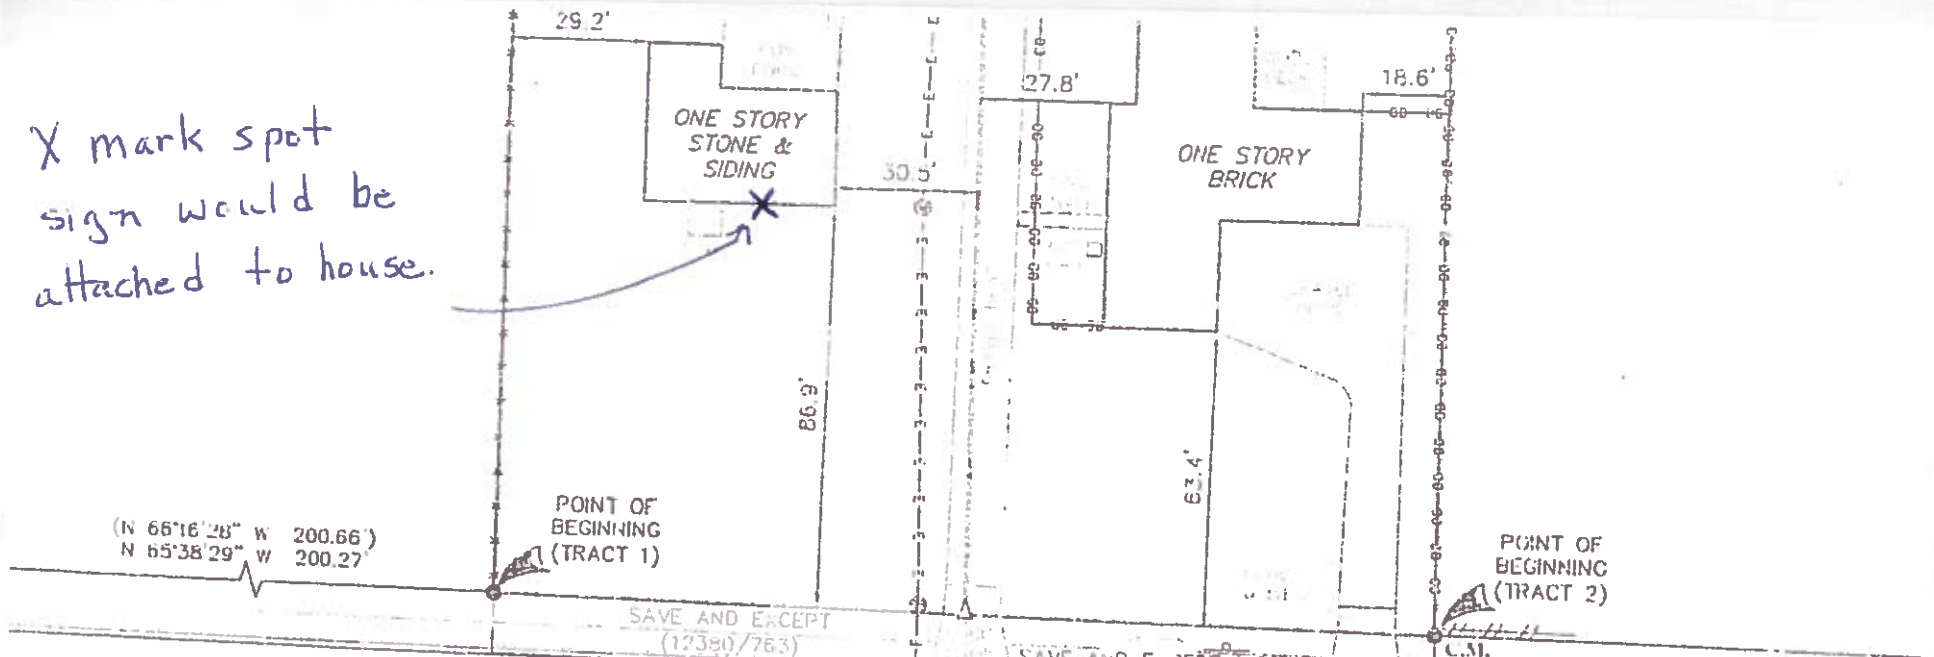 29.2'
X mark spot
sign would be
attached to house.
ONE STORY
STONE &
SIDING
30.5'
27.8'
18.6'
ONE STORY
BRICK
86.9'
63.4'
(N 66°16'28" W 200.66')
N 65°38'29" W 200.27'
POINT OF
BEGINNING
(TRACT 1)
POINT OF
BEGINNING
(TRACT 2)
SAVE AND EXCEPT
(12380/763)
SAVE AND
C.M.